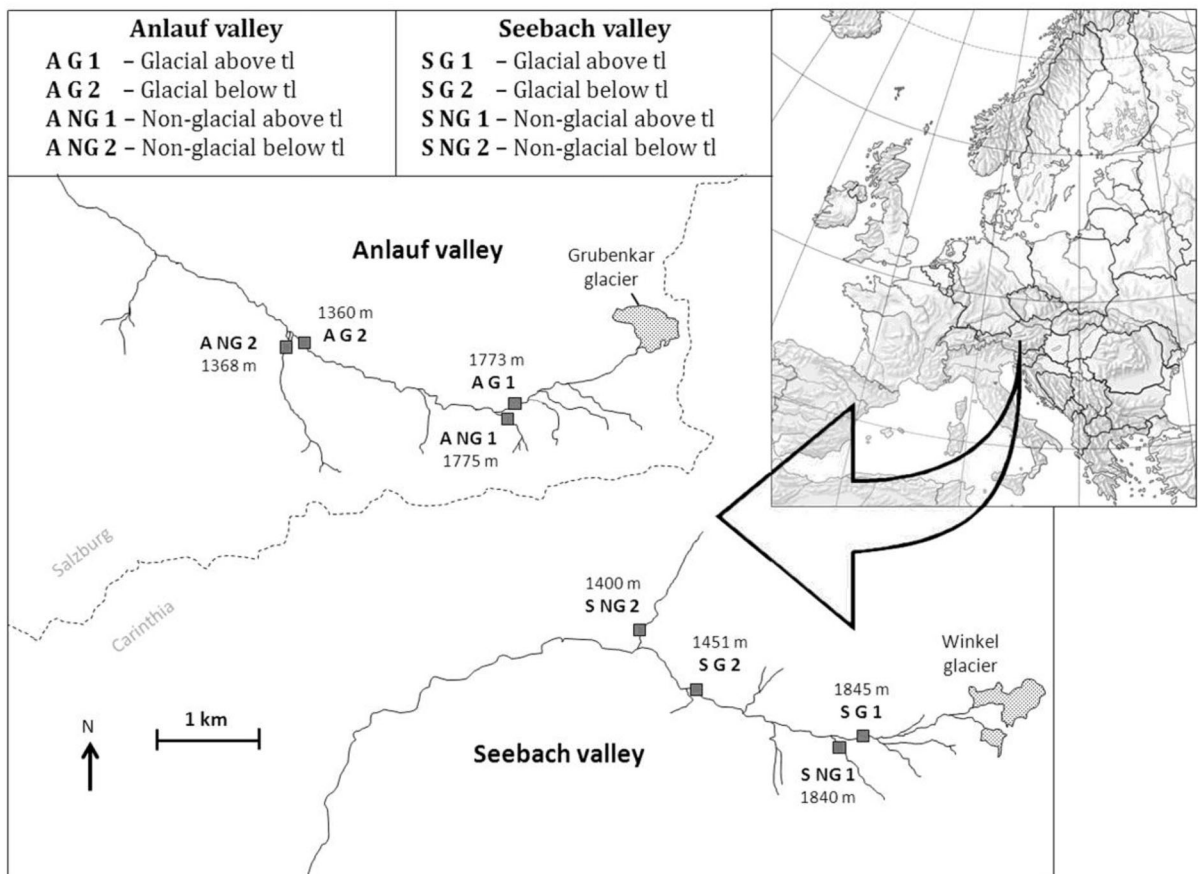 Anlauf valley
A G 1 – Glacial above tl
A G 2 – Glacial below tl
A NG 1 – Non-glacial above tl
A NG 2 – Non-glacial below tl
Seebach valley
S G 1 – Glacial above tl
S G 2 – Glacial below tl
S NG 1 – Non-glacial above tl
S NG 2 – Non-glacial below tl
Anlauf valley
Grubenkar
glacier
1360 m
A G 2
A NG 2
1368 m
1773 m
A G 1
A NG 1
1775 m
Salzburg
Carinthia
1400 m
S NG 2
1451 m
S G 2
Winkel
glacier
1845 m
S G 1
S NG 1
1840 m
N
1 km
Seebach valley